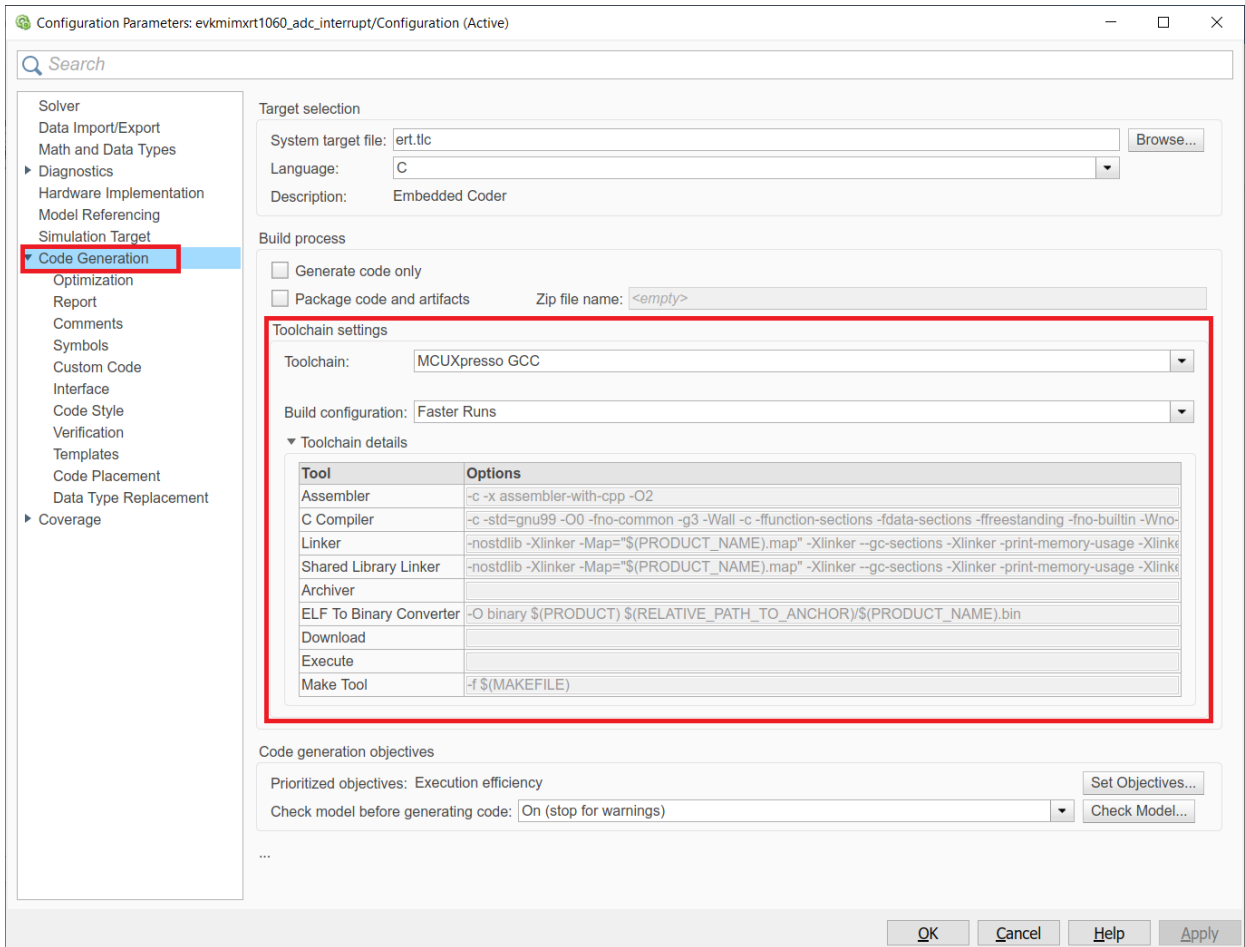 Configuration Parameters: evkmimxrt1060_adc_interrupt/Configuration (Active)
Search
Solver
Data Import/Export
Math and Data Types
Diagnostics
Hardware Implementation
Model Referencing
Simulation Target
Code Generation
Optimization
Report
Comments
Symbols
Custom Code
Interface
Code Style
Verification
Templates
Code Placement
Data Type Replacement
Coverage
Target selection
System target file: ert.tlc Browse...
Language: C
Description: Embedded Coder
Build process
Generate code only
Package code and artifacts Zip file name: <empty>
Toolchain settings
Toolchain: MCUXpresso GCC
Build configuration: Faster Runs
Toolchain details
Tool Options
Assembler -c -x assembler-with-cpp -O2
C Compiler -c -std=gnu99 -O0 -fno-common -g3 -Wall -c -ffunction-sections -fdata-sections -ffreestanding -fno-builtin -Wno-
Linker -nostdlib -Xlinker -Map="$(PRODUCT_NAME).map" -Xlinker --gc-sections -Xlinker -print-memory-usage -Xlinke
Shared Library Linker -nostdlib -Xlinker -Map="$(PRODUCT_NAME).map" -Xlinker --gc-sections -Xlinker -print-memory-usage -Xlinke
Archiver
ELF To Binary Converter -O binary $(PRODUCT) $(RELATIVE_PATH_TO_ANCHOR)/$(PRODUCT_NAME).bin
Download
Execute
Make Tool -f $(MAKEFILE)
Code generation objectives
Prioritized objectives: Execution efficiency Set Objectives...
Check model before generating code: On (stop for warnings) Check Model...
...
OK Cancel Help Apply